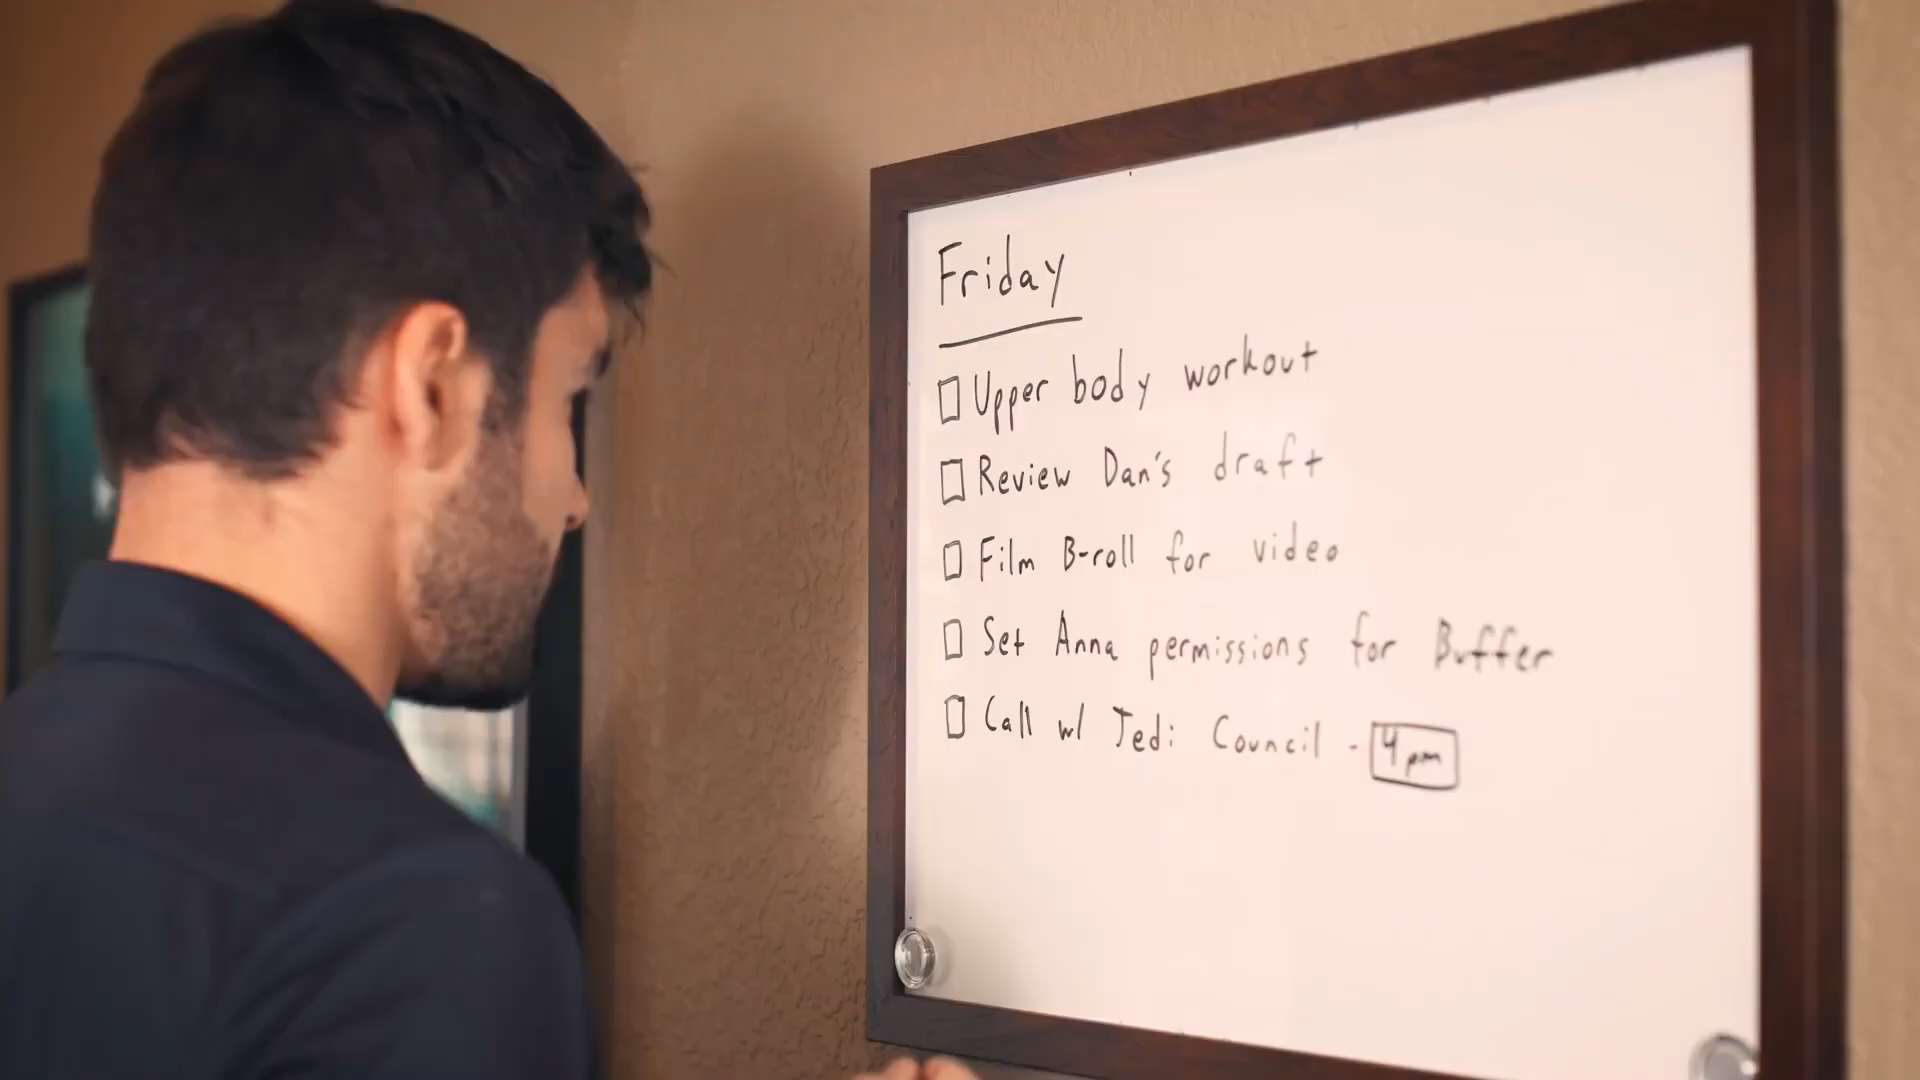 Friday
Upper body workout
Review Dan's draft
Film B-roll for video
Set Anna permissions for Buffer
Call w/ Jedi Council - 4pm